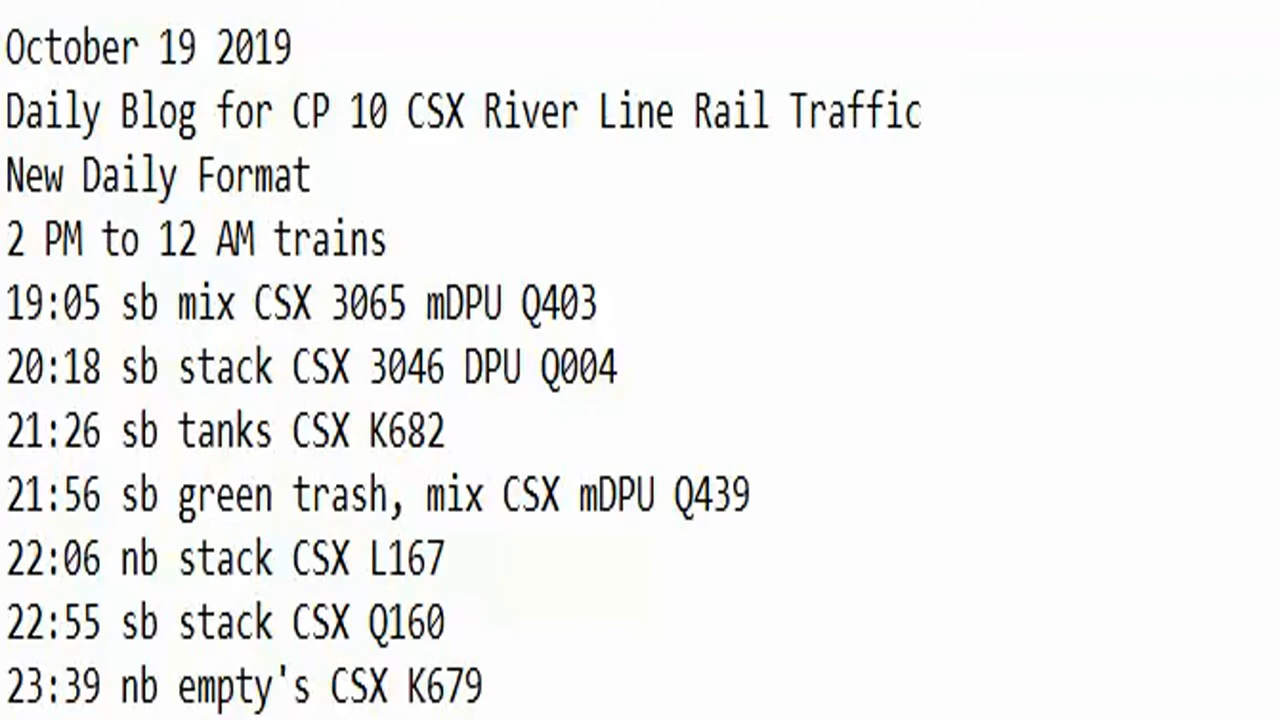 October 19 2019
Daily Blog for CP 10 CSX River Line Rail Traffic
New Daily Format
2 PM to 12 AM trains
19:05 sb mix CSX 3065 mDPU Q403
20:18 sb stack CSX 3046 DPU Q004
21:26 sb tanks CSX K682
21:56 sb green trash, mix CSX mDPU Q439
22:06 nb stack CSX L167
22:55 sb stack CSX Q160
23:39 nb empty's CSX K679